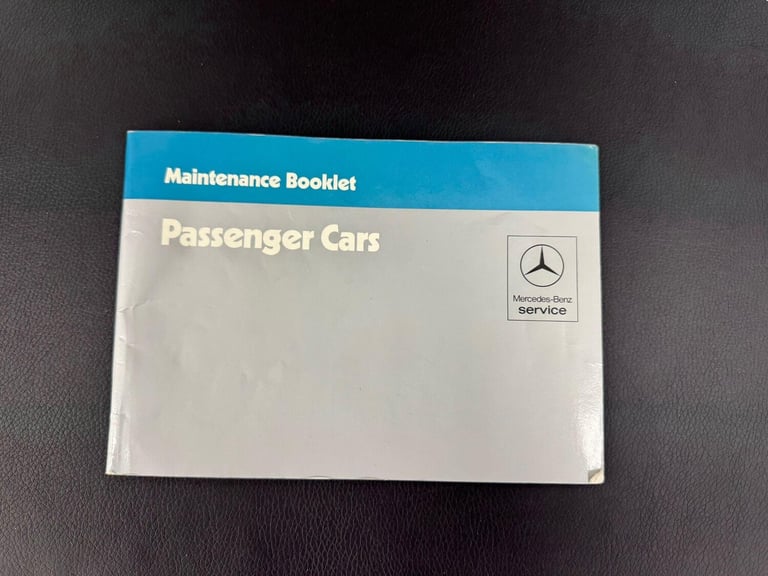 Maintenance Booklet
Passenger Cars
Mercedes-Benz
service